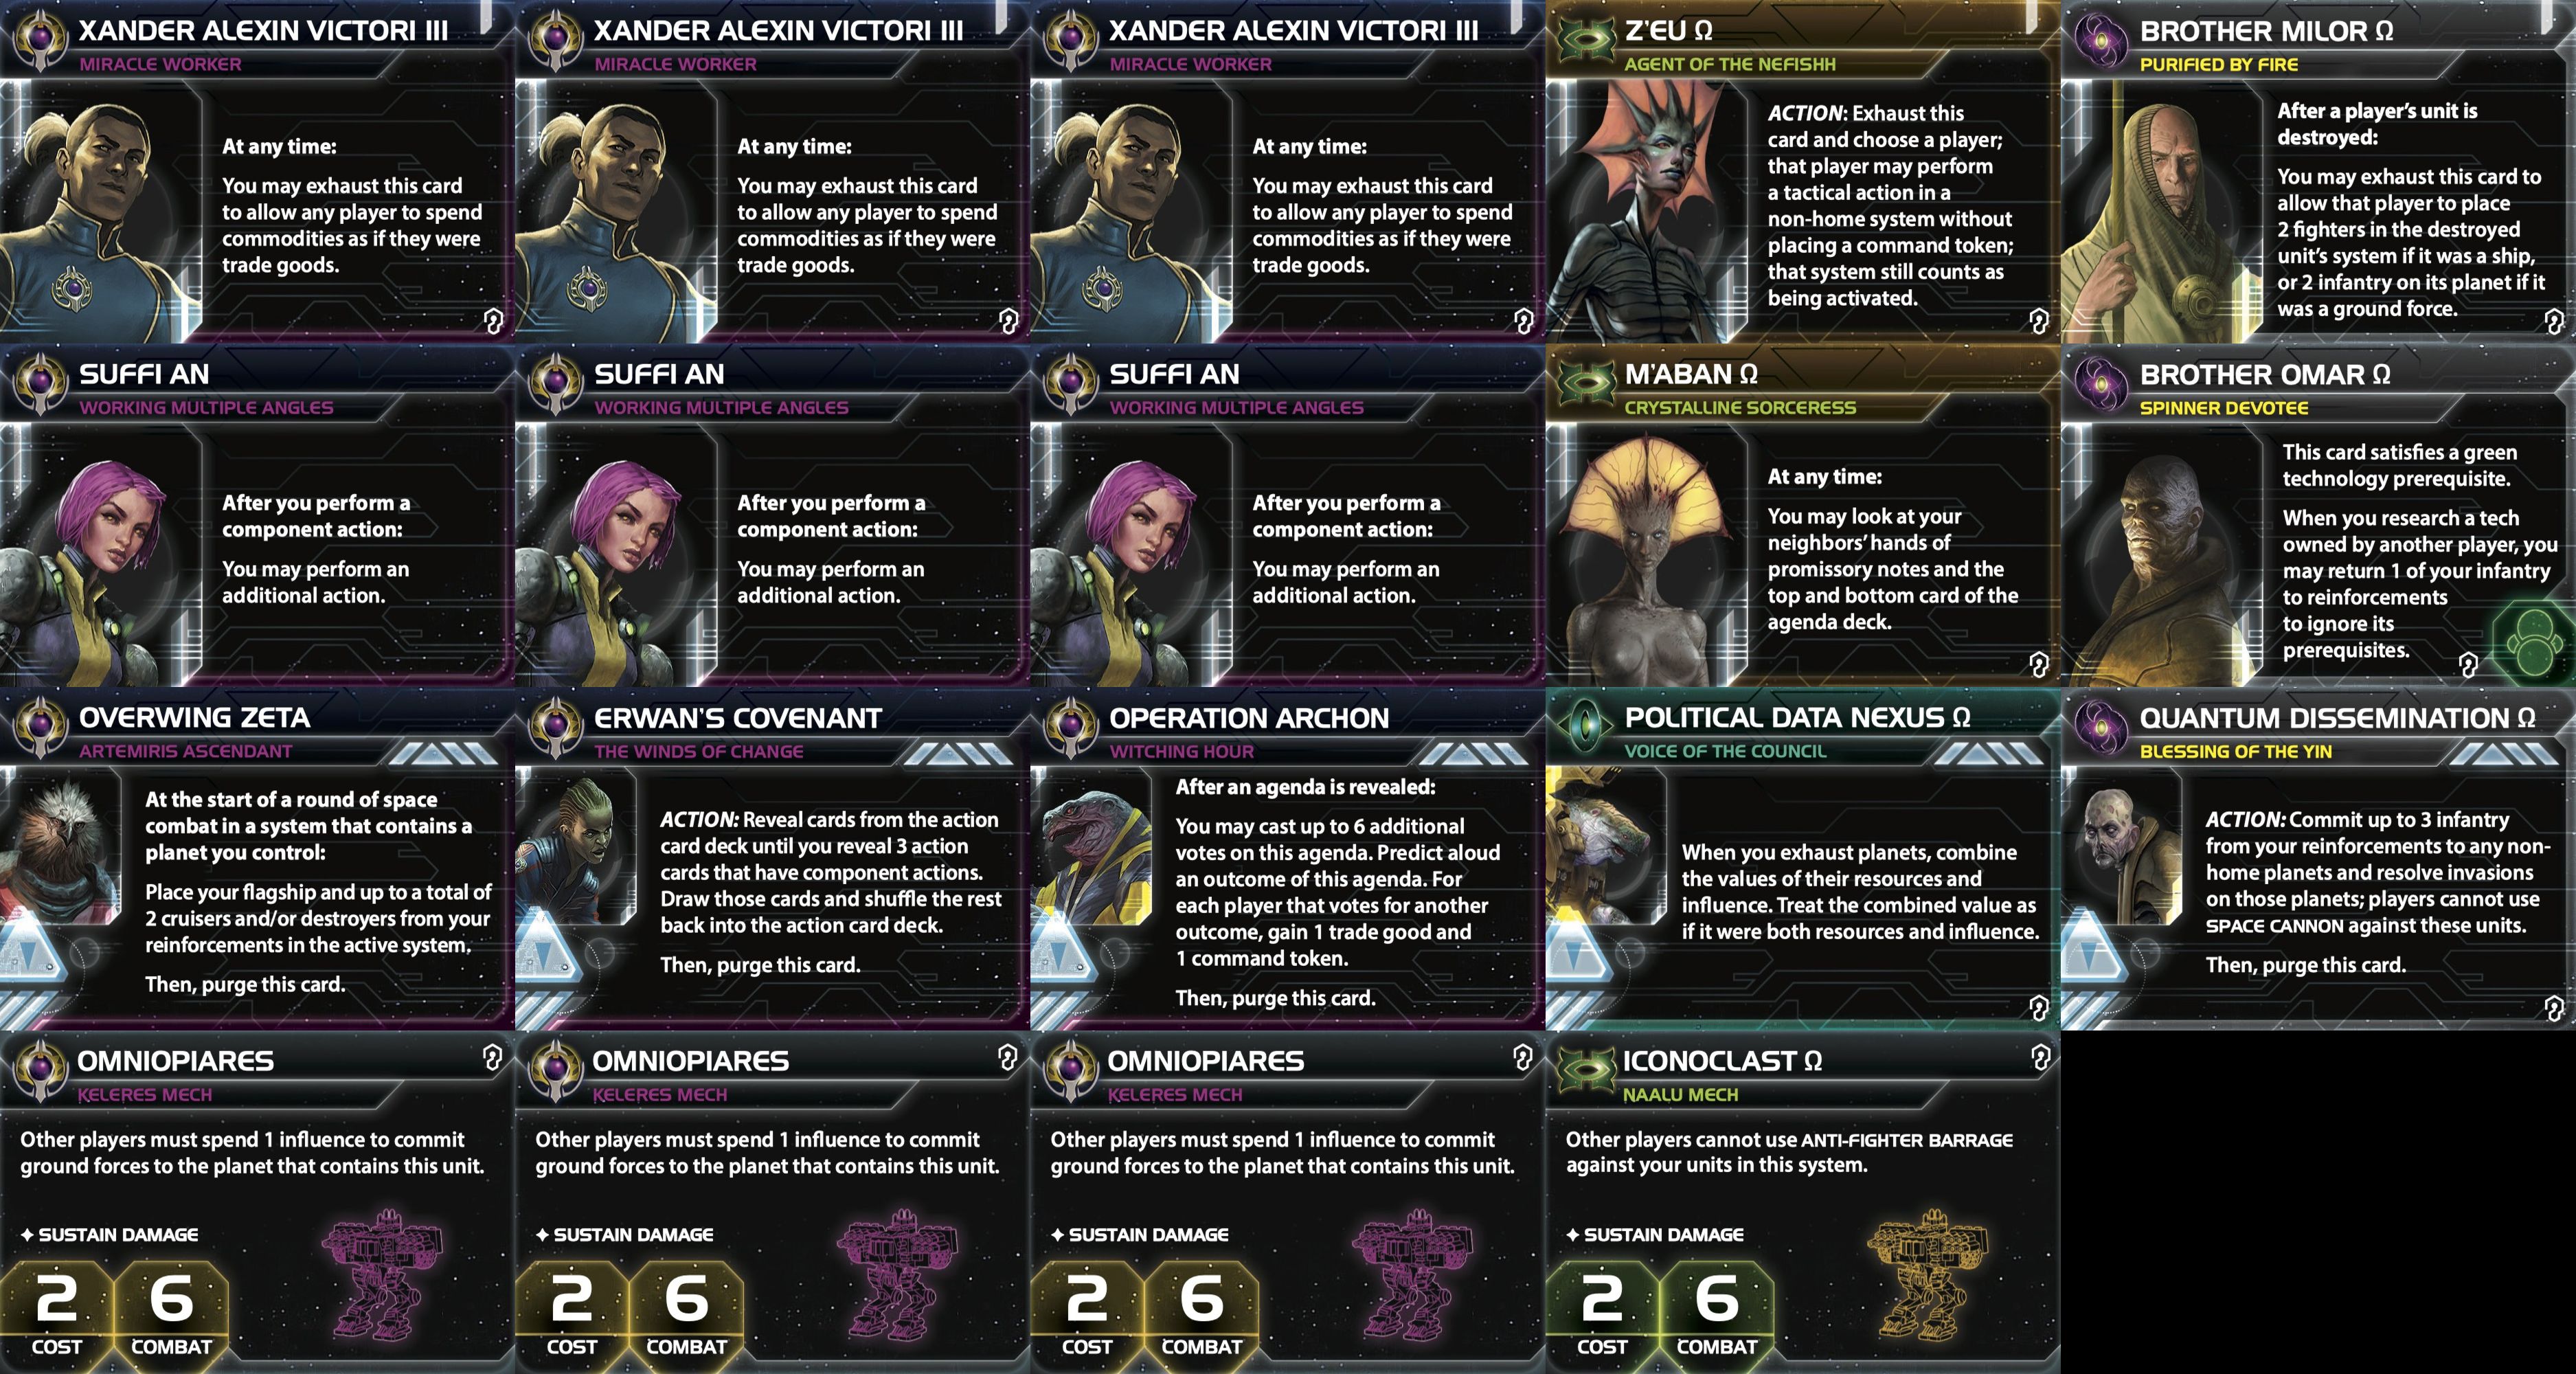 XANDER ALEXIN VICTORI III
MIRACLE WORKER
At any time:
You may exhaust this card
to allow any player to spend
commodities as if they were
trade goods.
XANDER ALEXIN VICTORI III
MIRACLE WORKER
At any time:
You may exhaust this card
to allow any player to spend
commodities as if they were
trade goods.
XANDER ALEXIN VICTORI III
MIRACLE WORKER
At any time:
You may exhaust this card
to allow any player to spend
commodities as if they were
trade goods.
Z'EU Ω
AGENT OF THE NEFISHH
ACTION: Exhaust this
card and choose a player;
that player may perform
a tactical action in a
non-home system without
placing a command token;
that system still counts as
being activated.
BROTHER MILOR Ω
PURIFIED BY FIRE
After a player's unit is
destroyed:
You may exhaust this card to
allow that player to place
2 fighters in the destroyed
unit's system if it was a ship,
or 2 infantry on its planet if it
was a ground force.
SUFFI AN
WORKING MULTIPLE ANGLES
After you perform a
component action:
You may perform an
additional action.
SUFFI AN
WORKING MULTIPLE ANGLES
After you perform a
component action:
You may perform an
additional action.
SUFFI AN
WORKING MULTIPLE ANGLES
After you perform a
component action:
You may perform an
additional action.
M'ABAN Ω
CRYSTALLINE SORCERESS
At any time:
You may look at your
neighbors' hands of
promissory notes and the
top and bottom card of the
agenda deck.
BROTHER OMAR Ω
SPINNER DEVOTEE
This card satisfies a green
technology prerequisite.
When you research a tech
owned by another player, you
may return 1 of your infantry
to reinforcements
to ignore its
prerequisites.
OVERWING ZETA
ARTEMIRIS ASCENDANT
At the start of a round of space
combat in a system that contains a
planet you control:
Place your flagship and up to a total of
2 cruisers and/or destroyers from your
reinforcements in the active system.
Then, purge this card.
ERWAN'S COVENANT
THE WINDS OF CHANGE
ACTION: Reveal cards from the action
card deck until you reveal 3 action
cards that have component actions.
Draw those cards and shuffle the rest
back into the action card deck.
Then, purge this card.
OPERATION ARCHON
WITCHING HOUR
After an agenda is revealed:
You may cast up to 6 additional
votes on this agenda. Predict aloud
an outcome of this agenda. For
each player that votes for another
outcome, gain 1 trade good and
1 command token.
Then, purge this card.
POLITICAL DATA NEXUS Ω
VOICE OF THE COUNCIL
When you exhaust planets, combine
the values of their resources and
influence. Treat the combined value as
if it were both resources and influence.
QUANTUM DISSEMINATION Ω
BLESSING OF THE YIN
ACTION: Commit up to 3 infantry
from your reinforcements to any non-
home planets and resolve invasions
on those planets; players cannot use
SPACE CANNON against these units.
Then, purge this card.
OMNIOPIARES
KELERES MECH
Other players must spend 1 influence to commit
ground forces to the planet that contains this unit.
SUSTAIN DAMAGE
2 6
COST COMBAT
OMNIOPIARES
KELERES MECH
Other players must spend 1 influence to commit
ground forces to the planet that contains this unit.
SUSTAIN DAMAGE
2 6
COST COMBAT
OMNIOPIARES
KELERES MECH
Other players must spend 1 influence to commit
ground forces to the planet that contains this unit.
SUSTAIN DAMAGE
2 6
COST COMBAT
ICONOCLAST Ω
NAALU MECH
Other players cannot use ANTI-FIGHTER BARRAGE
against your units in this system.
SUSTAIN DAMAGE
2 6
COST COMBAT